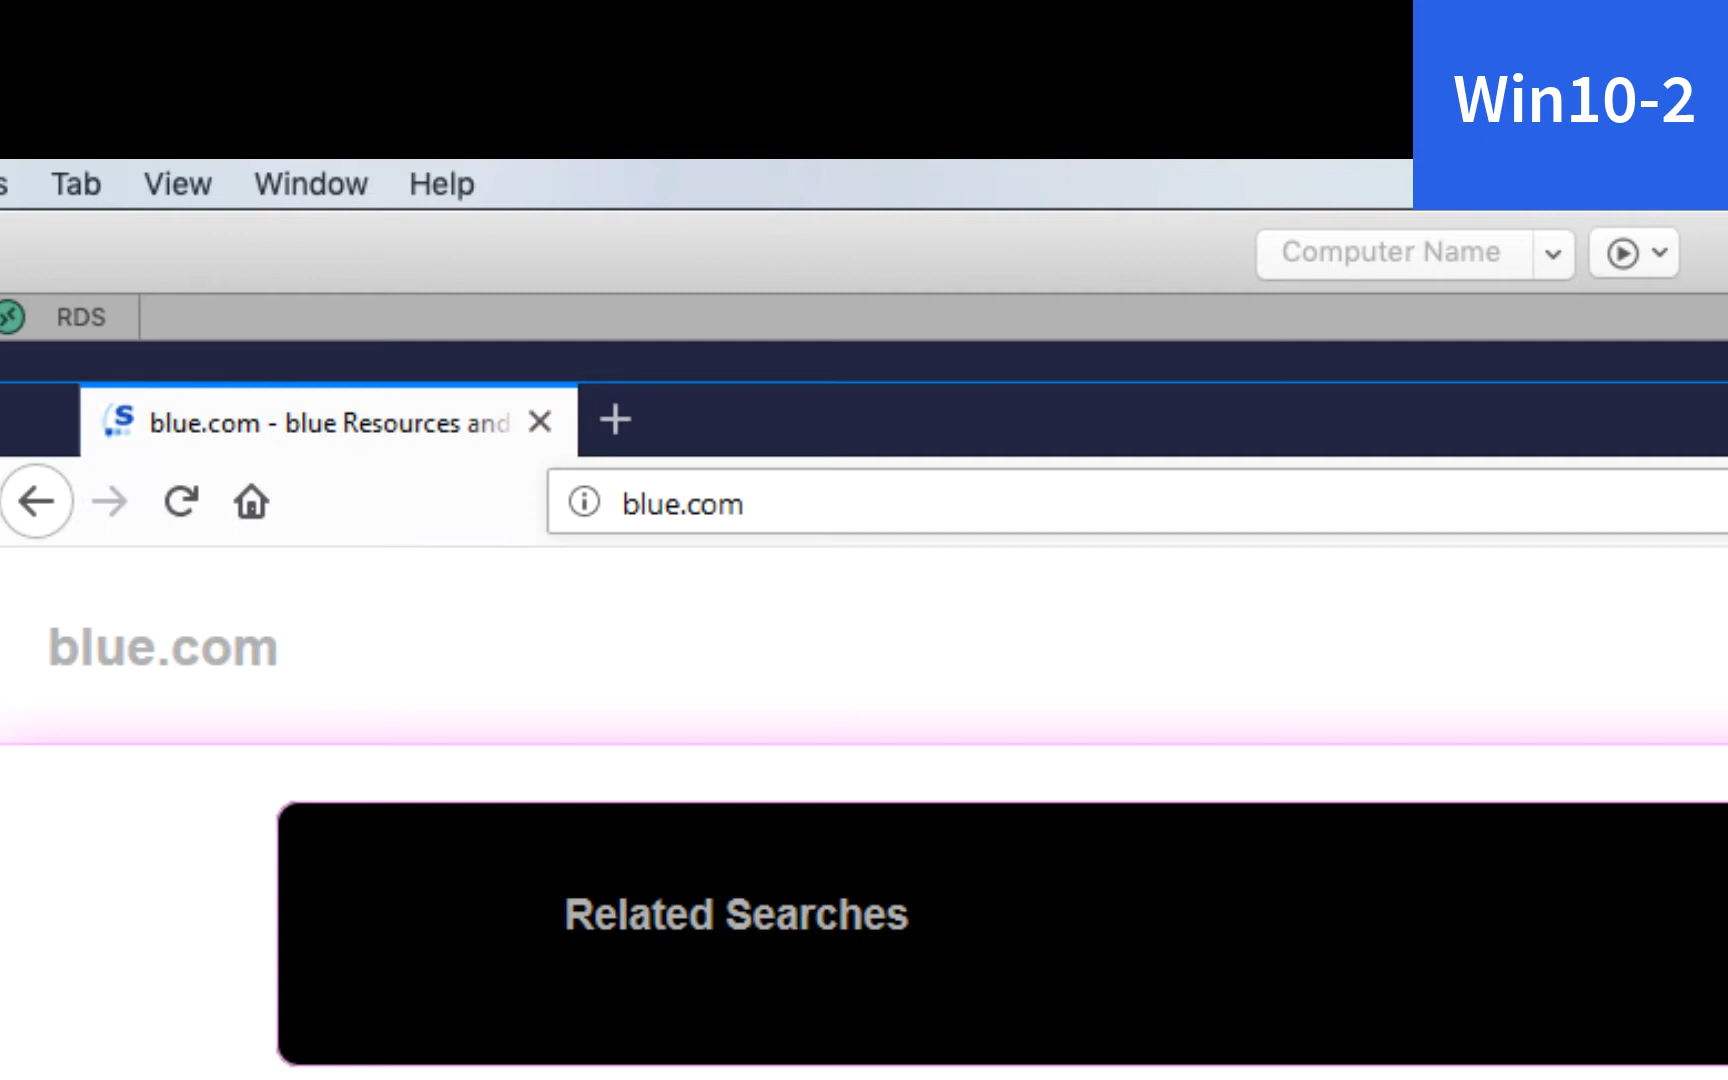 Win10-2
s Tab View Window Help
Computer Name
RDS
blue.com - blue Resources and
blue.com
blue.com
Related Searches